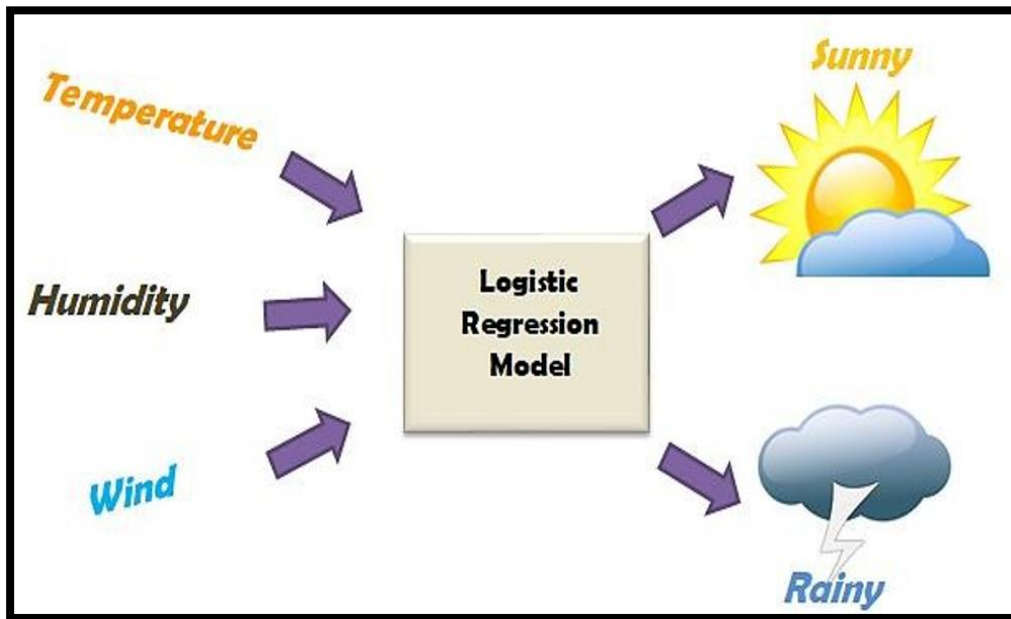 Temperature
Humidity
Wind
Logistic
Regression
Model
Sunny
Rainy